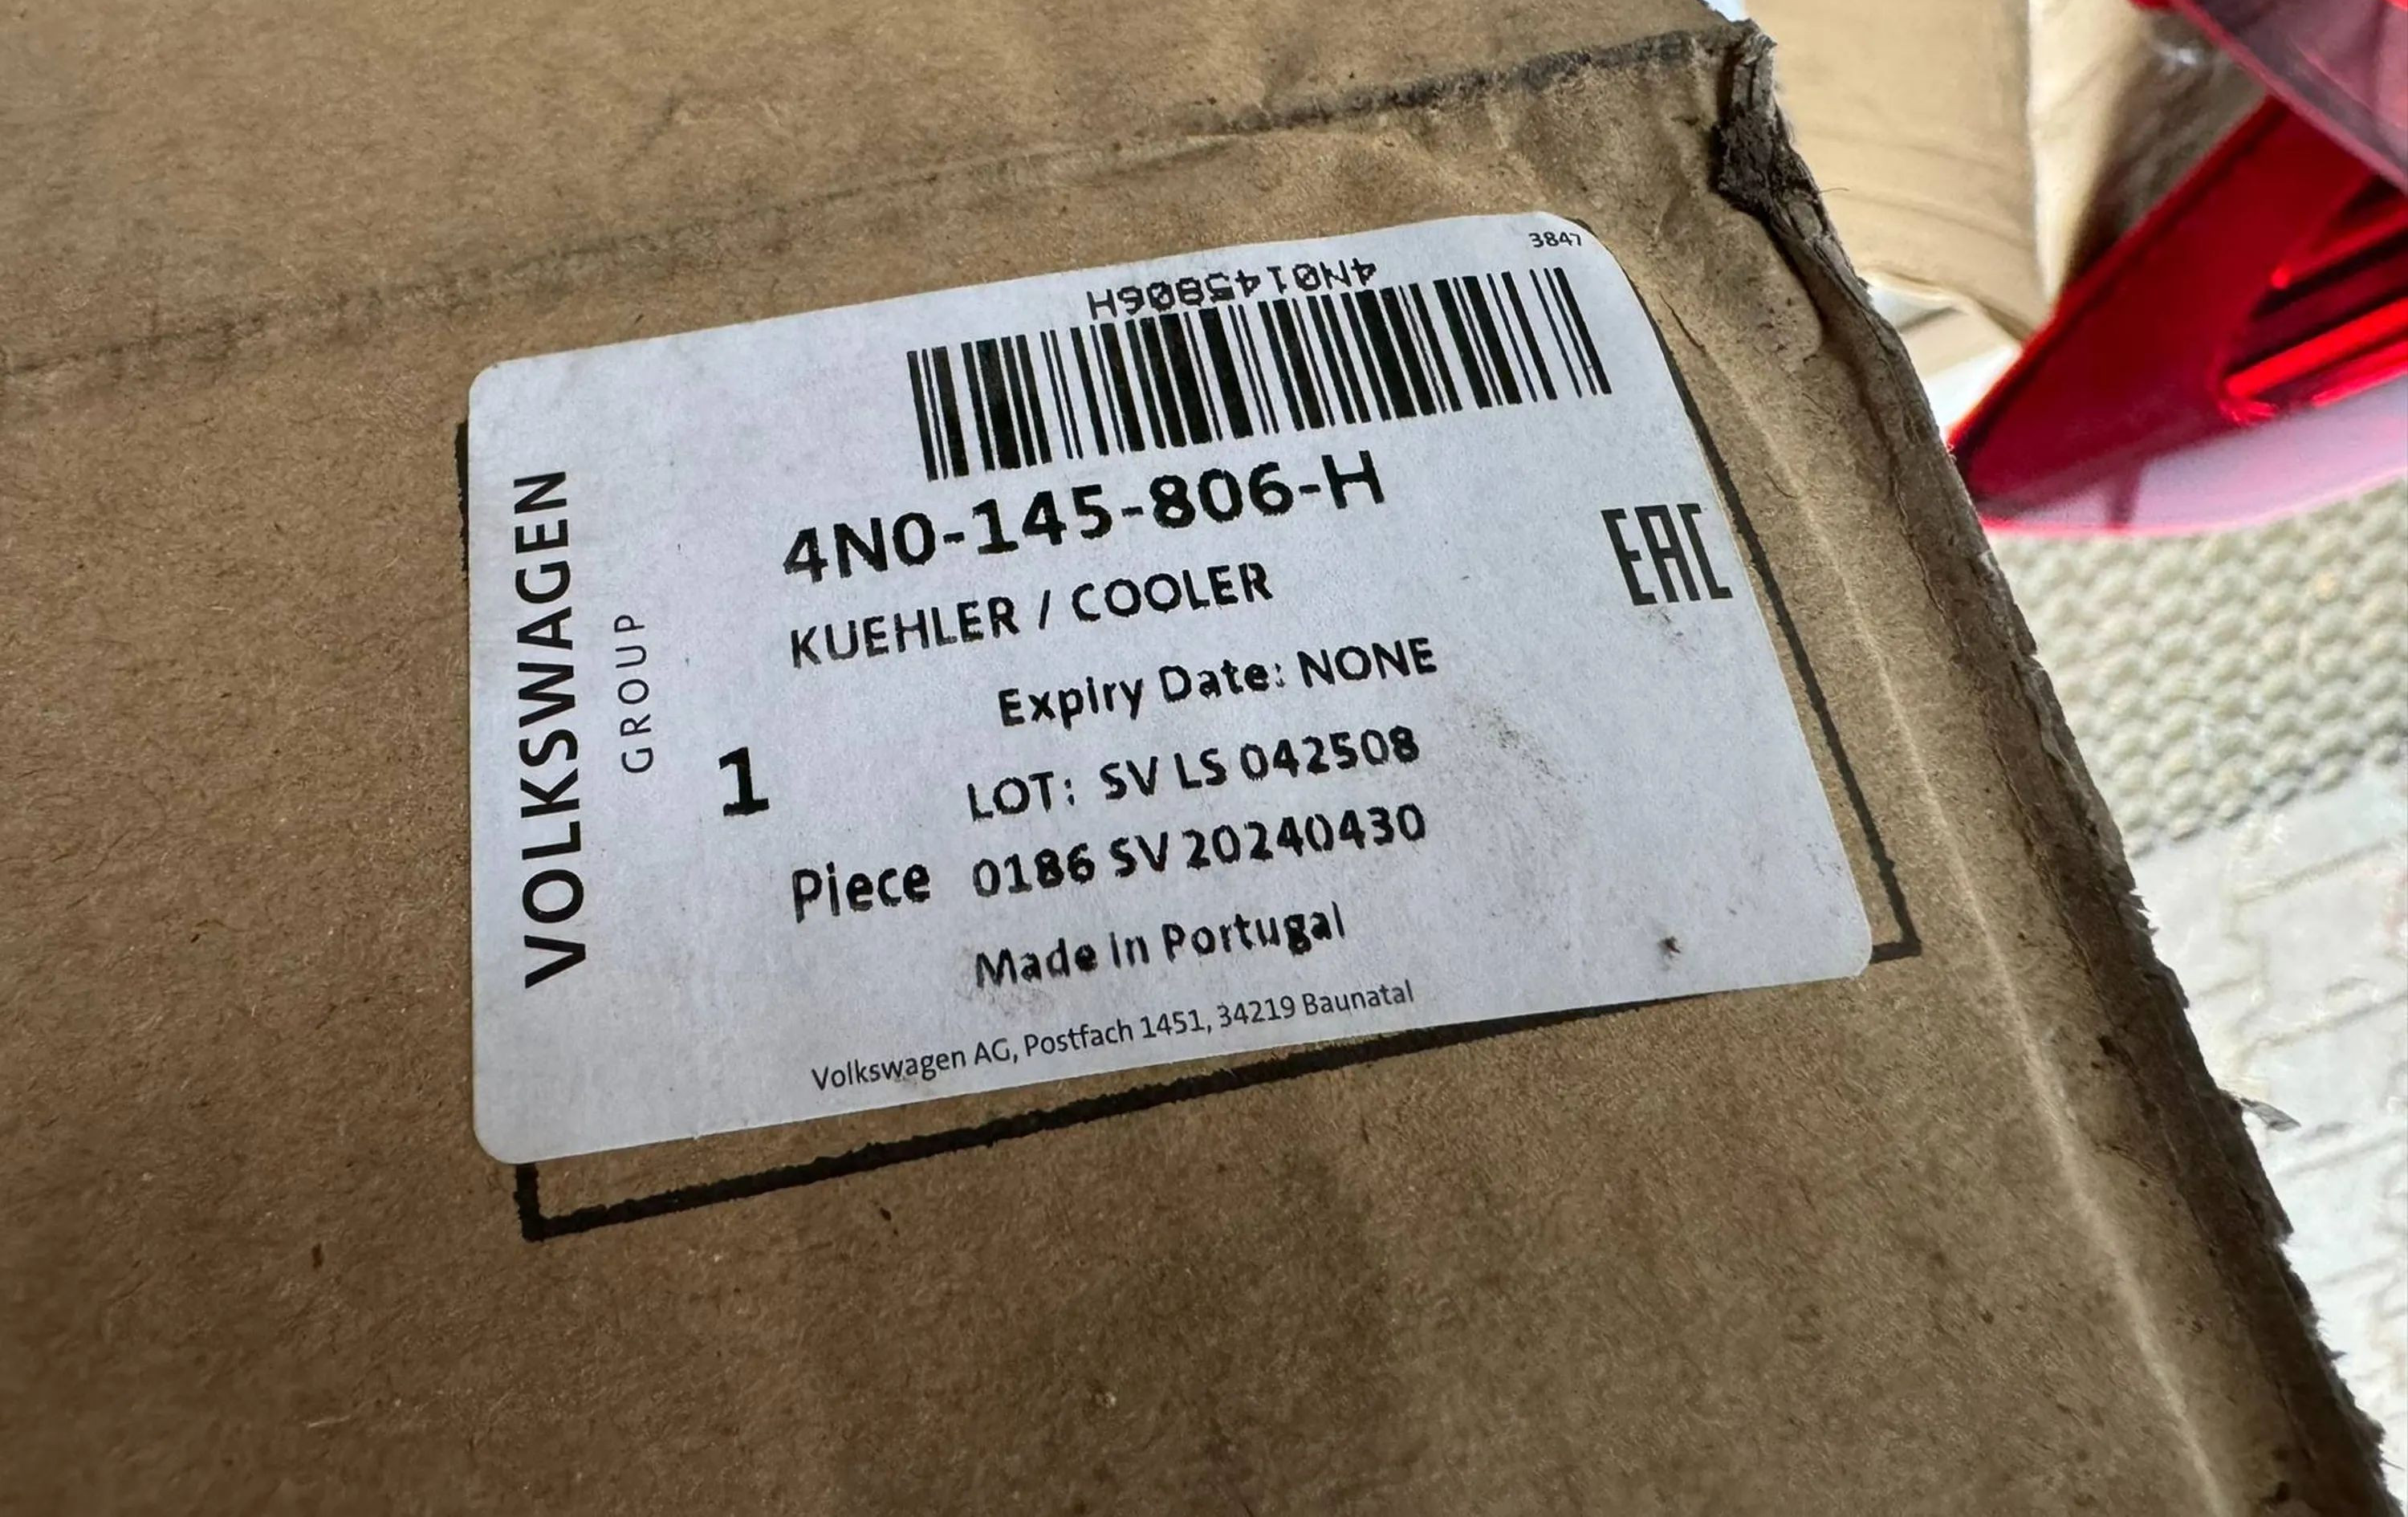 3847
4N0145806H
4N0-145-806-H
KUEHLER / COOLER
EAC
Expiry Date: NONE
VOLKSWAGEN
GROUP
1
Piece
LOT: SV LS 042508
0186 SV 20240430
Made in Portugal
Volkswagen AG, Postfach 1451, 34219 Baunatal